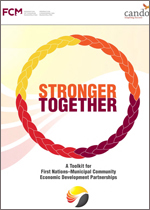 FCM
cando
STRONGER
TOGETHER
A Toolkit for
First Nations–Municipal Community
Economic Development Partnerships